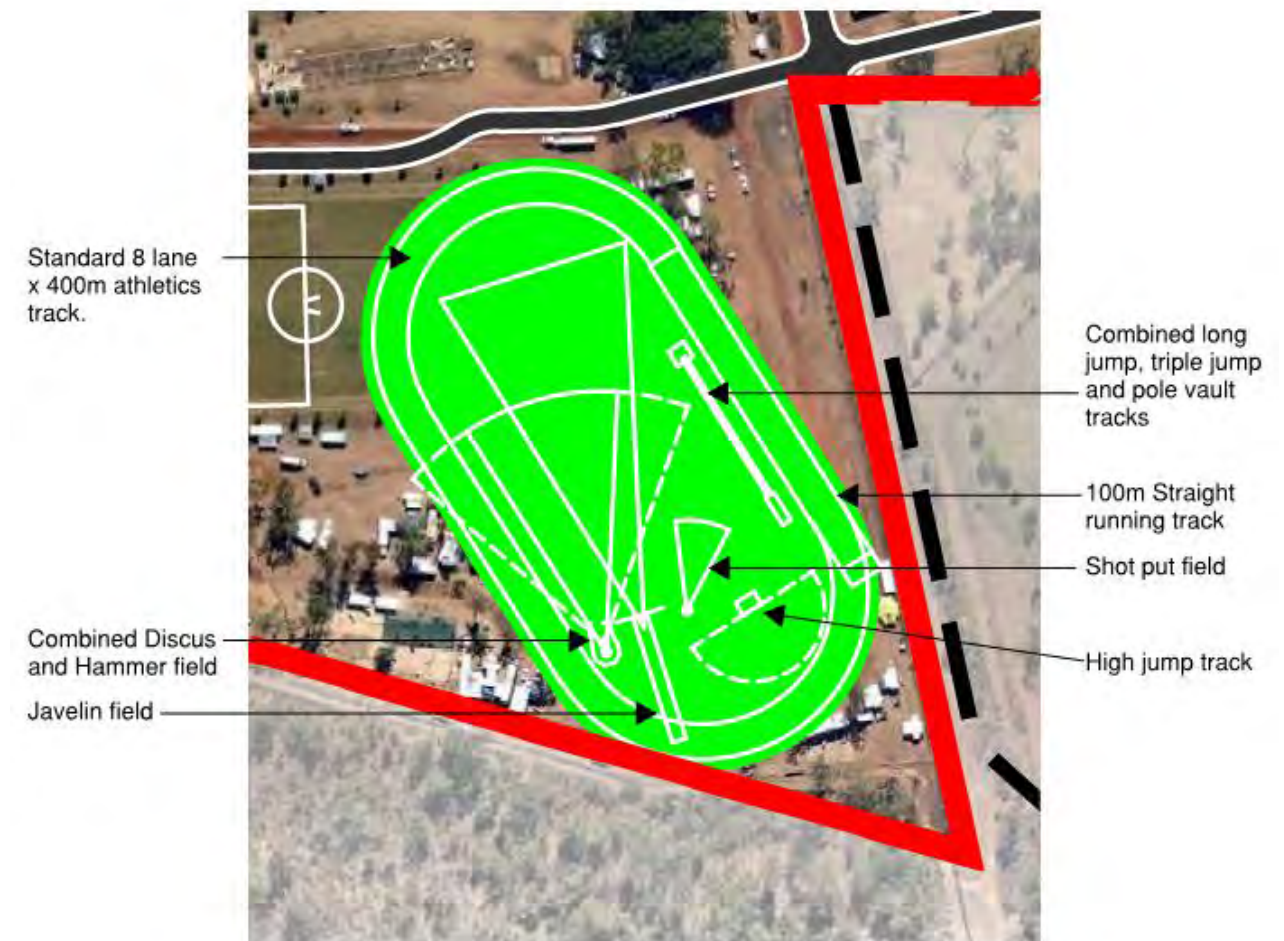 Standard 8 lane
x 400m athletics
track.
Combined Discus
and Hammer field
Javelin field
Combined long
jump, triple jump
and pole vault
tracks
100m Straight
running track
Shot put field
High jump track